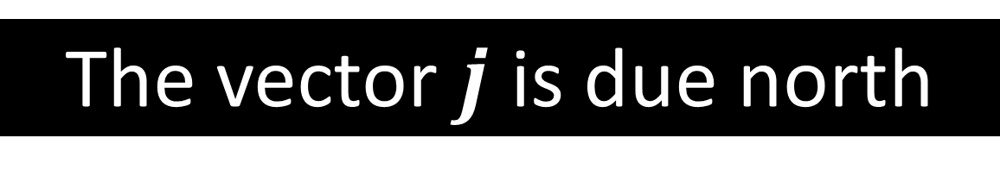 The vector j is due north